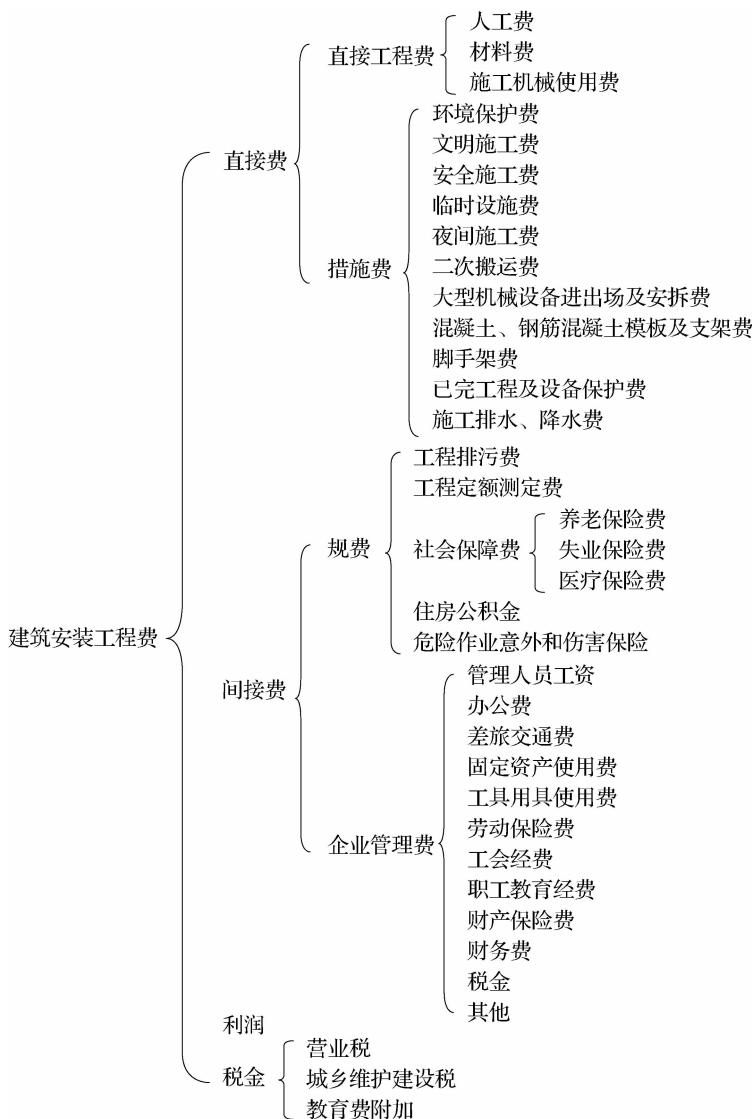 建筑安装工程费
直接费
直接工程费
人工费
材料费
施工机械使用费
措施费
环境保护费
文明施工费
安全施工费
临时设施费
夜间施工费
二次搬运费
大型机械设备进出场及安拆费
混凝土、钢筋混凝土模板及支架费
脚手架费
已完工程及设备保护费
施工排水、降水费
间接费
规费
工程排污费
工程定额测定费
社会保障费
养老保险费
失业保险费
医疗保险费
住房公积金
危险作业意外和伤害保险
企业管理费
管理人员工资
办公费
差旅交通费
固定资产使用费
工具用具使用费
劳动保险费
工会经费
职工教育经费
财产保险费
财务费
税金
其他
利润
税金
营业税
城乡维护建设税
教育费附加